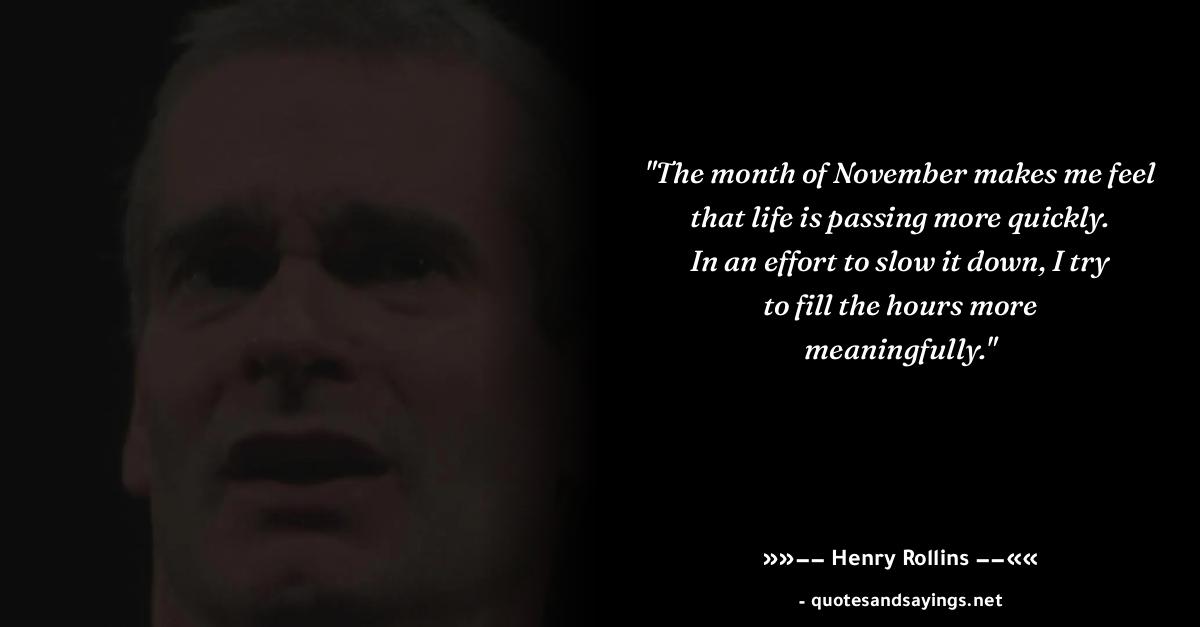 "The month of November makes me feel
that life is passing more quickly.
In an effort to slow it down, I try
to fill the hours more
meaningfully."
»»−− Henry Rollins −−««
- quotesandsayings.net